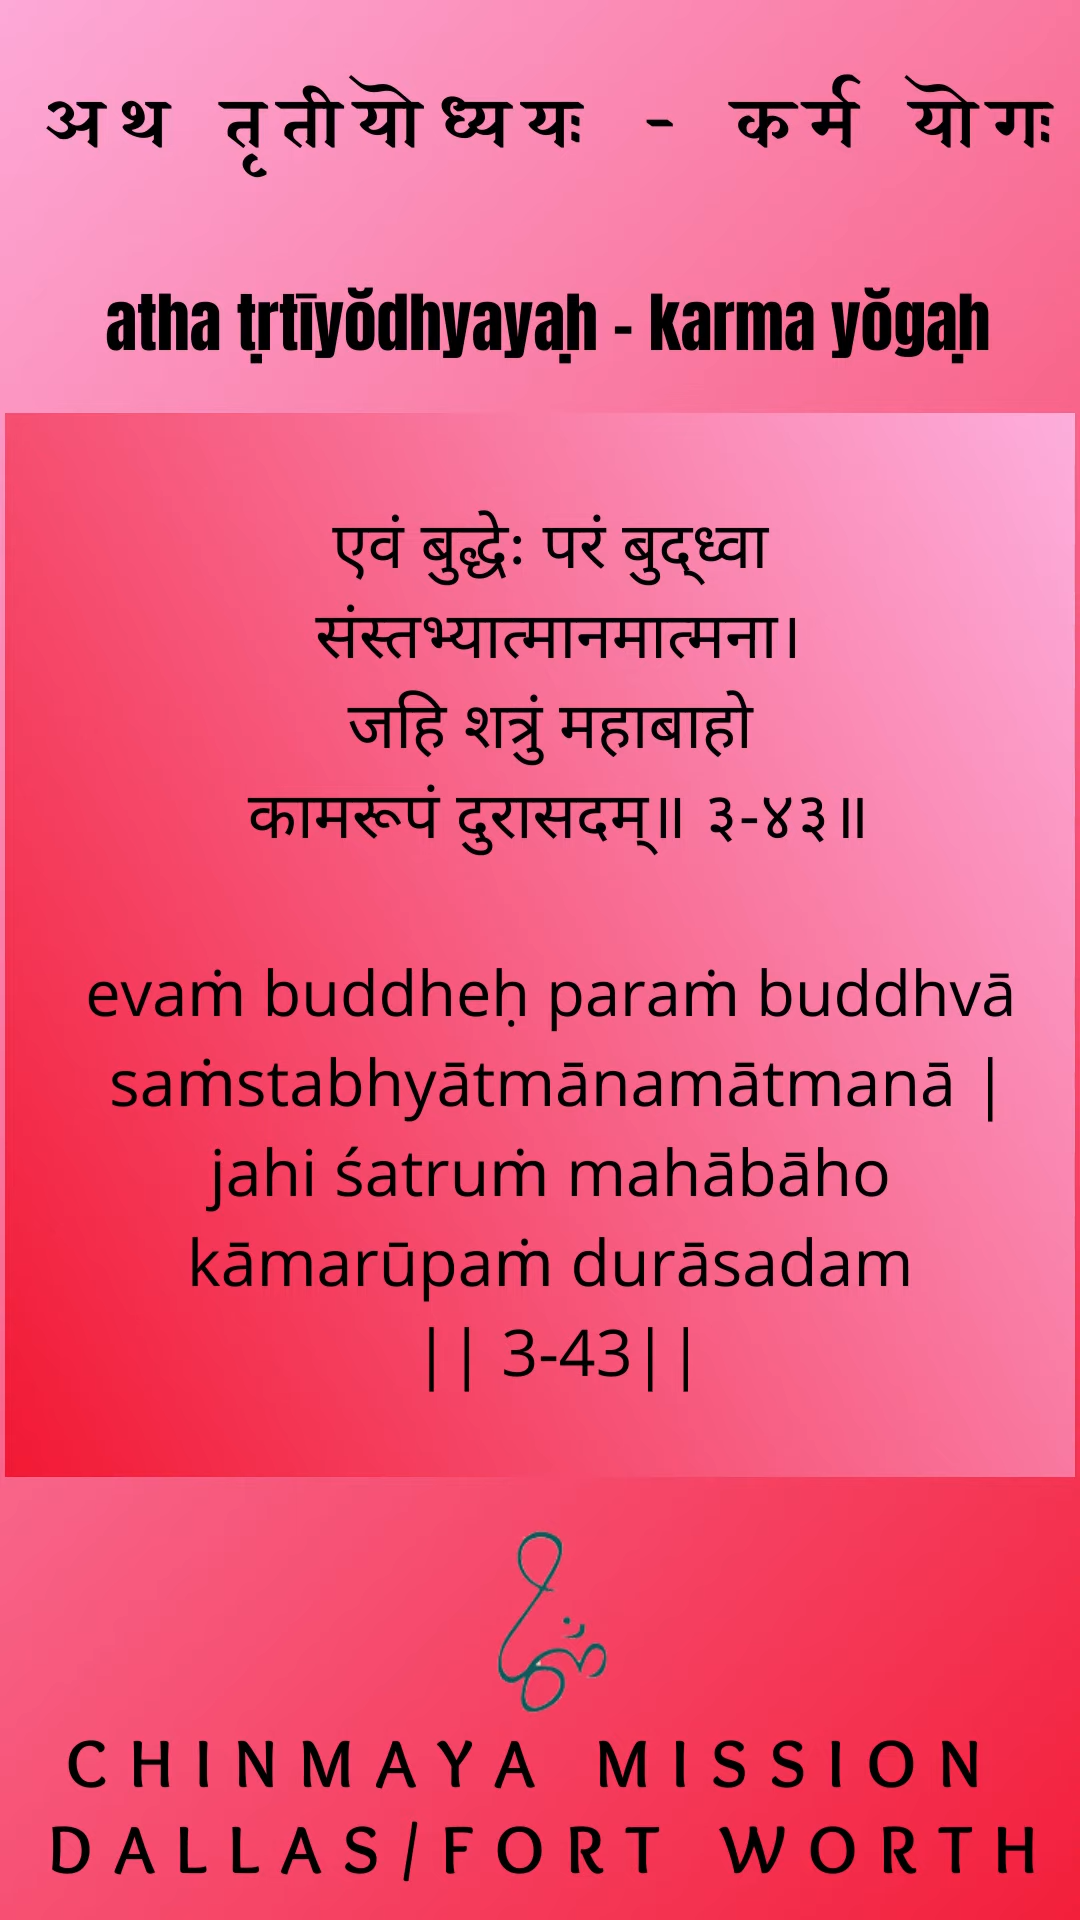 अथ तृतीयॊध्ययः - कर्म यॊगः
atha tṛtīyŏdhyayaḥ - karma yŏgaḥ
एवं बुद्धेः परं बुद्ध्वा
संस्तभ्यात्मानमात्मना।
जहि शत्रुं महाबाहो
कामरूपं दुरासदम्॥ ३-४३॥
evaṁ buddheḥ paraṁ buddhvā
saṁstabhyātmānamātmanā |
jahi śatruṁ mahābāho
kāmarūpaṁ durāsadam
|| 3-43||
CHINMAYA MISSION
DALLAS/FORT WORTH